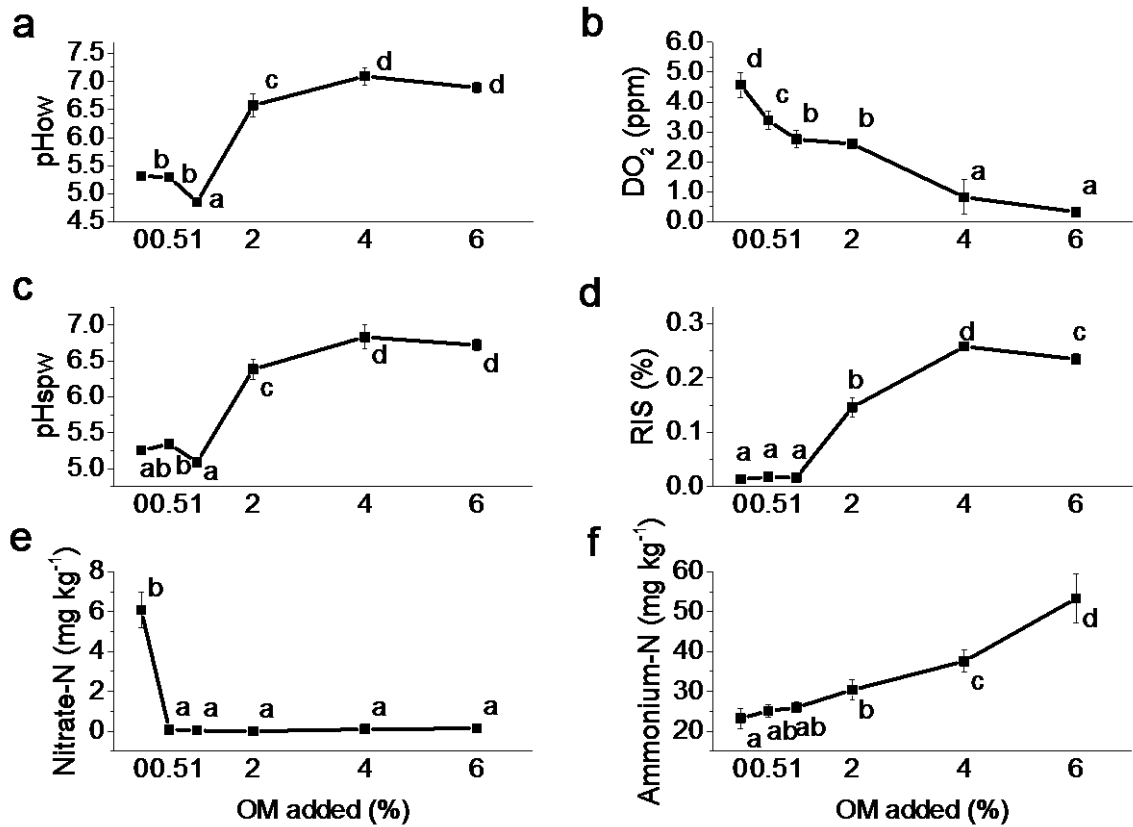 a
pHow
7.5
7.0
6.5
6.0
5.5
5.0
4.5
b b a c d d
00.51 2 4 6
b
DO2 (ppm)
6.0
5.0
4.0
3.0
2.0
1.0
0.0
d c b b a a
00.51 2 4 6
c
pHspw
7.0
6.5
6.0
5.5
5.0
ab b a c d d
00.51 2 4 6
d
RIS (%)
0.3
0.2
0.1
0.0
a a a b d c
00.51 2 4 6
e
Nitrate-N (mg kg-1)
8
6
4
2
0
b a a a a a
00.51 2 4 6
OM added (%)
f
Ammonium-N (mg kg-1)
60
50
40
30
20
a ab ab b c d
00.51 2 4 6
OM added (%)